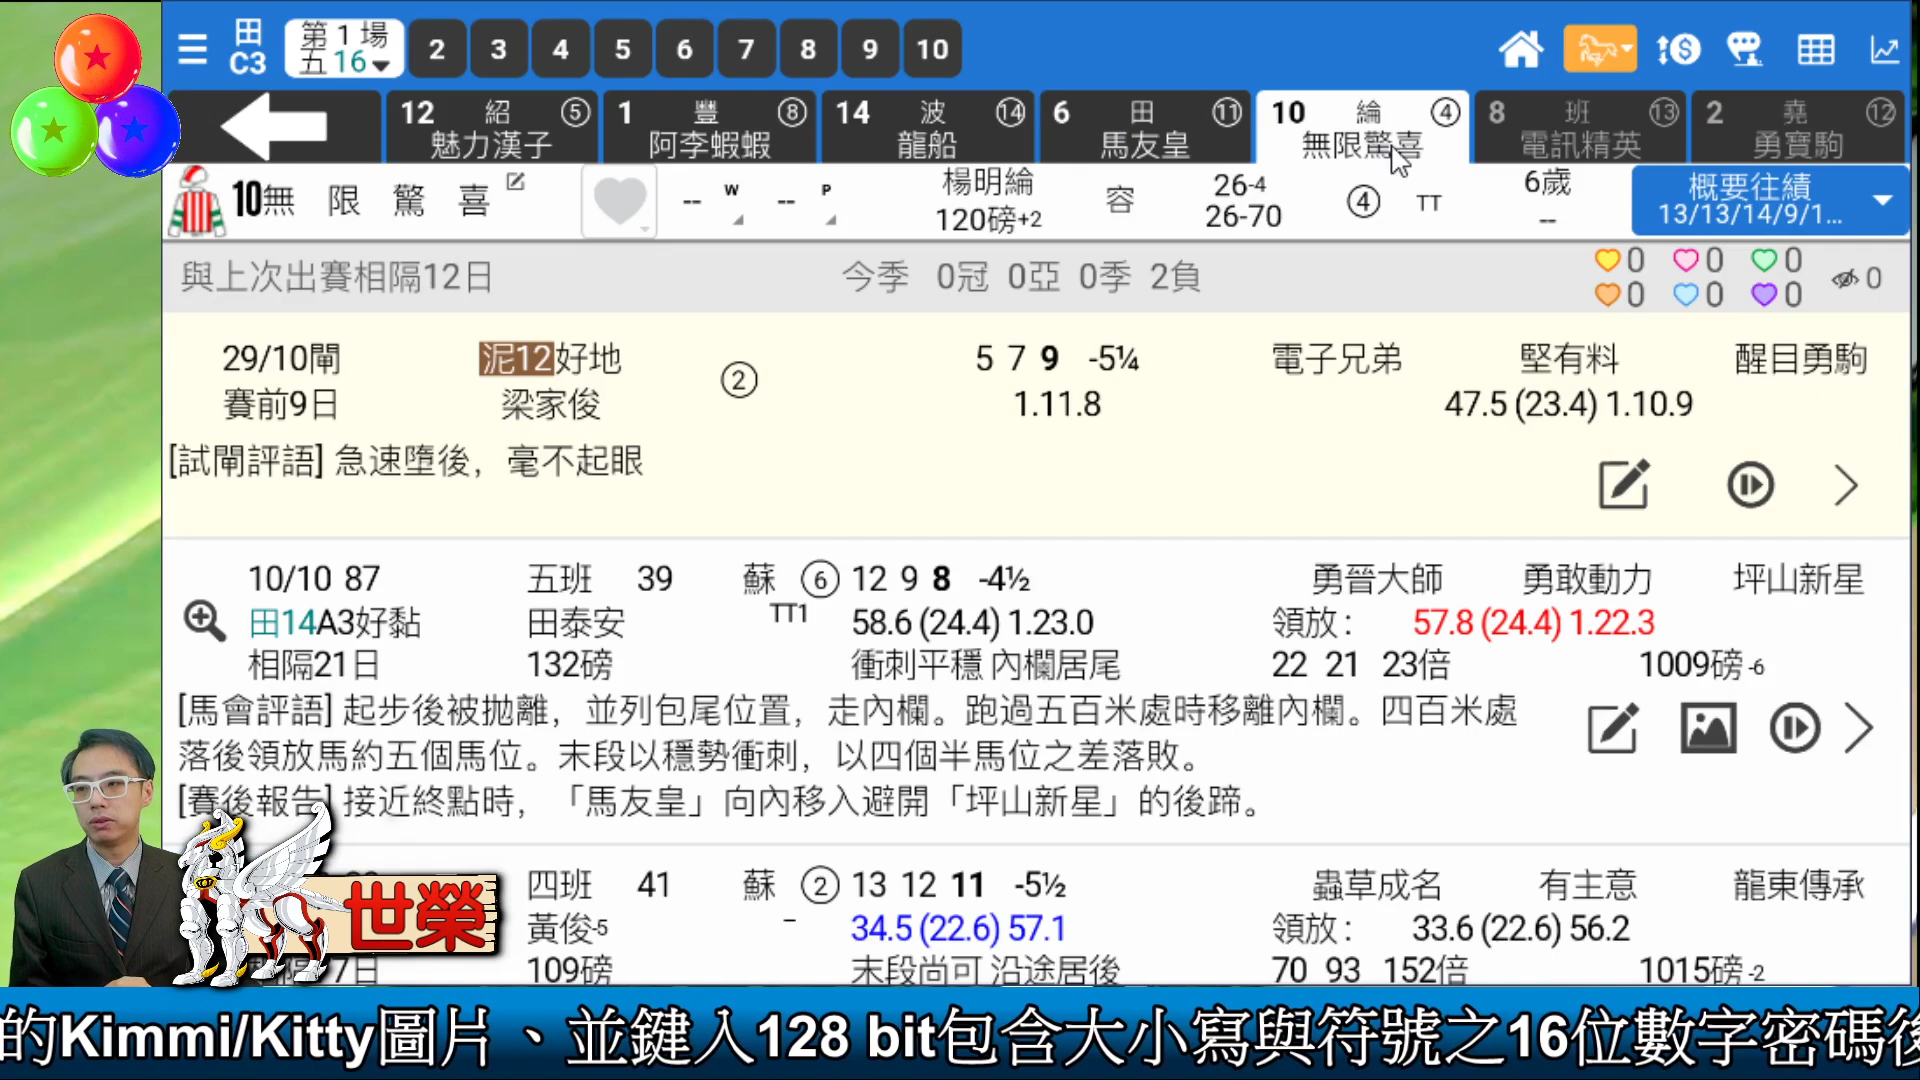 田 C3
第1場 五16 2 3 4 5 6 7 8 9 10
12 紹 ⑤ 魅力漢子
1 豐 ⑧ 阿李蝦蝦
14 波 ⑭ 龍船
6 田 ⑪ 馬友皇
10 綸 ④ 無限驚喜
8 班 ⑬ 電訊精英
2 堯 ⑫ 勇寶駒
10無限驚喜 -- W -- P 楊明綸 容 26-4 ④ TT 6歲 概要往績
120磅+2 26-70 -- 13/13/14/9/1...
與上次出賽相隔12日 今季 0冠 0亞 0季 2負
0 0 0 0
0 0 0
29/10閘 泥12好地 ② 5 7 9 -5¼ 電子兄弟 堅有料 醒目勇駒
賽前9日 梁家俊 1.11.8 47.5 (23.4) 1.10.9
[試閘評語] 急速墮後，毫不起眼
10/10 87 五班 39 蘇 ⑥ 12 9 8 -4½ 勇晉大師 勇敢動力 坪山新星
田14A3好黏 田泰安 TT1 58.6 (24.4) 1.23.0 領放： 57.8 (24.4) 1.22.3
相隔21日 132磅 衝刺平穩 內欄居尾 22 21 23倍 1009磅-6
[馬會評語] 起步後被拋離，並列包尾位置，走內欄。跑過五百米處時移離內欄。四百米處
落後領放馬約五個馬位。末段以穩勢衝刺，以四個半馬位之差落敗。
[賽後報告] 接近終點時，「馬友皇」向內移入避開「坪山新星」的後蹄。
四班 41 蘇 ② 13 12 11 -5½ 蟲草成名 有主意 龍東傳承
黃俊-5 – 34.5 (22.6) 57.1 領放： 33.6 (22.6) 56.2
7日 109磅 末段尚可 沿途居後 70 93 152倍 1015磅-2
世榮
的Kimmi/Kitty圖片、並鍵入128 bit包含大小寫與符號之16位數字密碼後